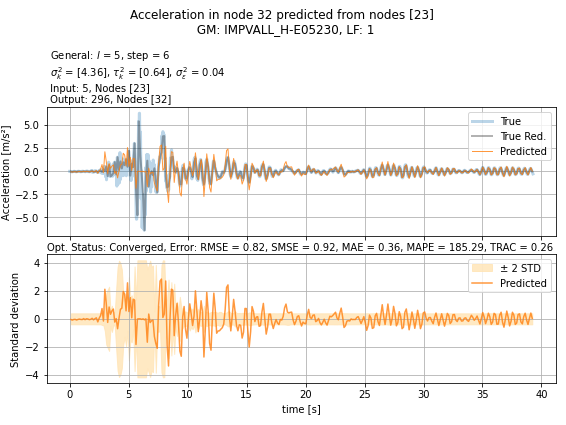 Acceleration in node 32 predicted from nodes [23]
GM: IMPVALL_H-E05230, LF: 1
General: l = 5, step = 6
σ²ₖ = [4.36], τ²ₖ = [0.64], σ²ε = 0.04
Input: 5, Nodes [23]
Output: 296, Nodes [32]
Acceleration [m/s²]
5.0
2.5
0.0
−2.5
−5.0
True
True Red.
Predicted
Opt. Status: Converged, Error: RMSE = 0.82, SMSE = 0.92, MAE = 0.36, MAPE = 185.29, TRAC = 0.26
Standard deviation
4
2
0
−2
−4
± 2 STD
Predicted
0 5 10 15 20 25 30 35 40
time [s]